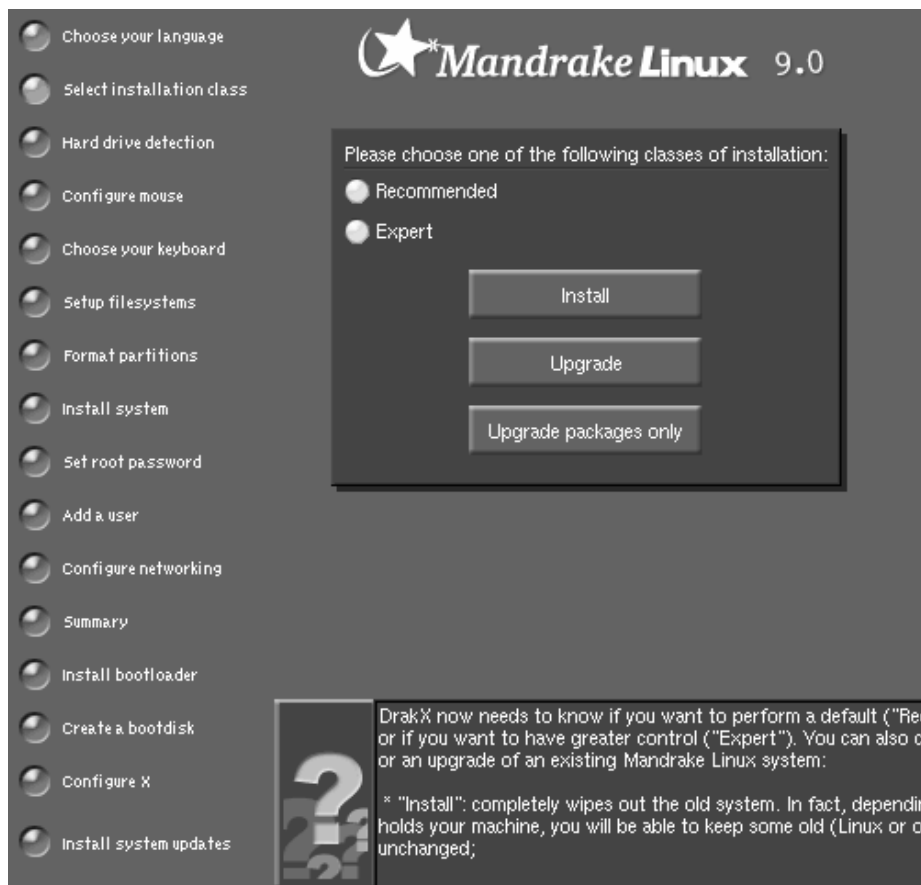 Choose your language
Select installation class
Hard drive detection
Configure mouse
Choose your keyboard
Setup filesystems
Format partitions
Install system
Set root password
Add a user
Configure networking
Summary
Install bootloader
Create a bootdisk
Configure X
Install system updates
Mandrake Linux 9.0
Please choose one of the following classes of installation:
Recommended
Expert
Install
Upgrade
Upgrade packages only
DrakX now needs to know if you want to perform a default ("Re
or if you want to have greater control ("Expert"). You can also
or an upgrade of an existing Mandrake Linux system:
* "Install": completely wipes out the old system. In fact, dependi
holds your machine, you will be able to keep some old (Linux or o
unchanged;